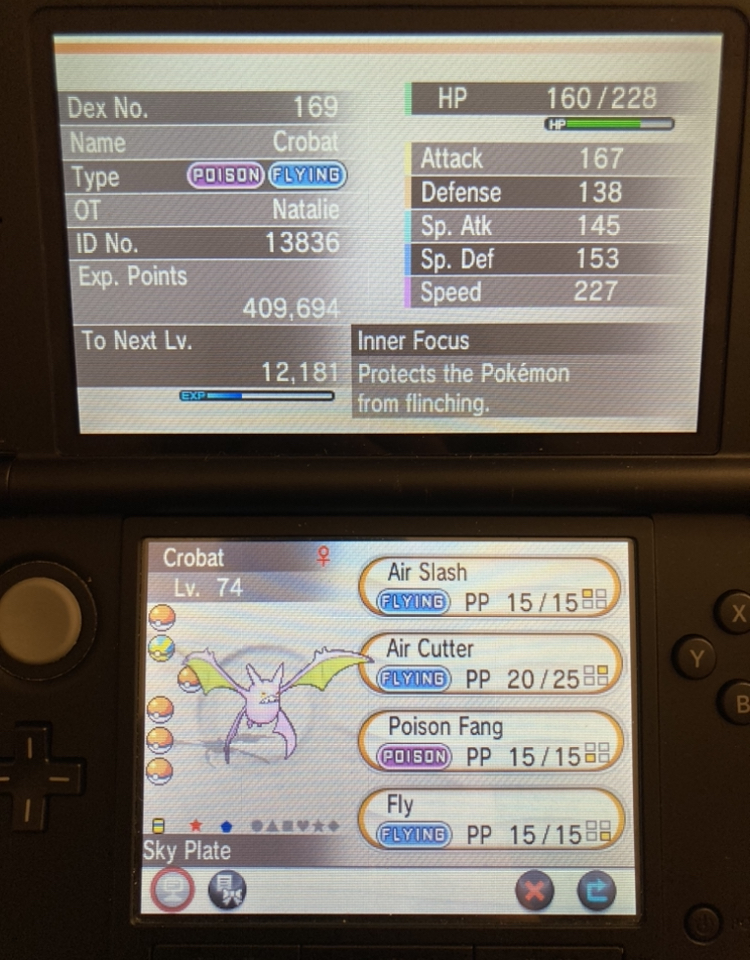 Dex No. 169
Name Crobat
Type POISON FLYING
OT Natalie
ID No. 13836
Exp. Points
409,694
To Next Lv.
12,181
EXP
HP 160/228
HP
Attack 167
Defense 138
Sp. Atk 145
Sp. Def 153
Speed 227
Inner Focus
Protects the Pokémon
from flinching.
Crobat ♀
Lv. 74
Sky Plate
Air Slash
FLYING PP 15/15
Air Cutter
FLYING PP 20/25
Poison Fang
POISON PP 15/15
Fly
FLYING PP 15/15
X
Y
B